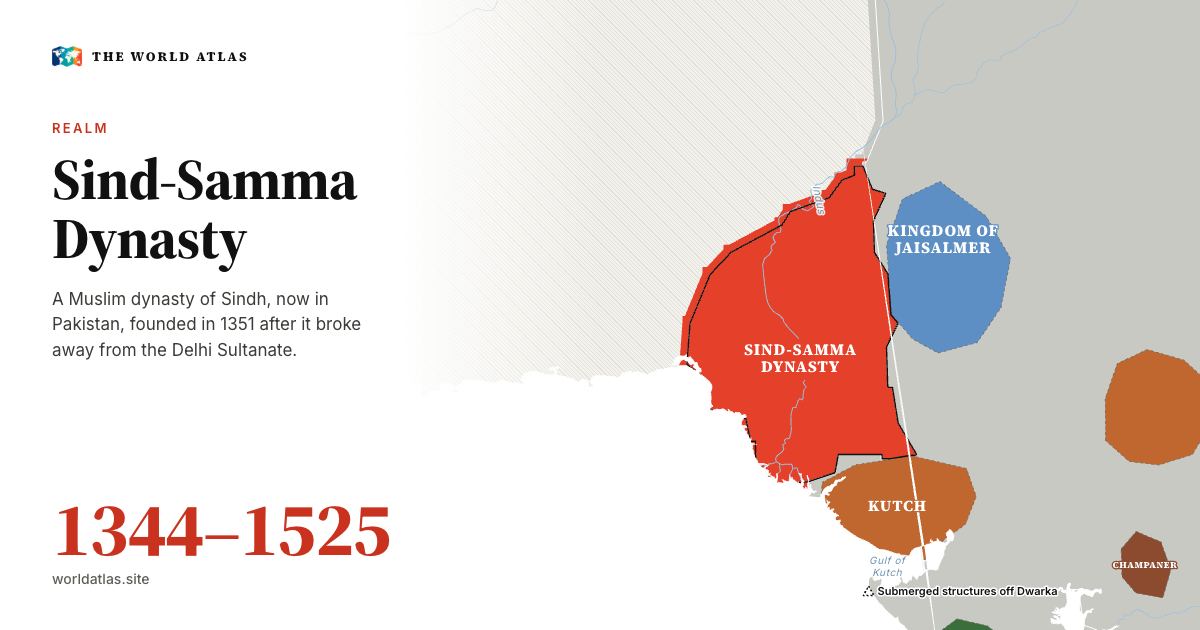 THE WORLD ATLAS
REALM
Sind-Samma
Dynasty
A Muslim dynasty of Sindh, now in
Pakistan, founded in 1351 after it broke
away from the Delhi Sultanate.
1344–1525
worldatlas.site
Indus
KINGDOM OF
JAISALMER
SIND-SAMMA
DYNASTY
KUTCH
Gulf of
Kutch
CHAMPANER
Submerged structures off Dwarka